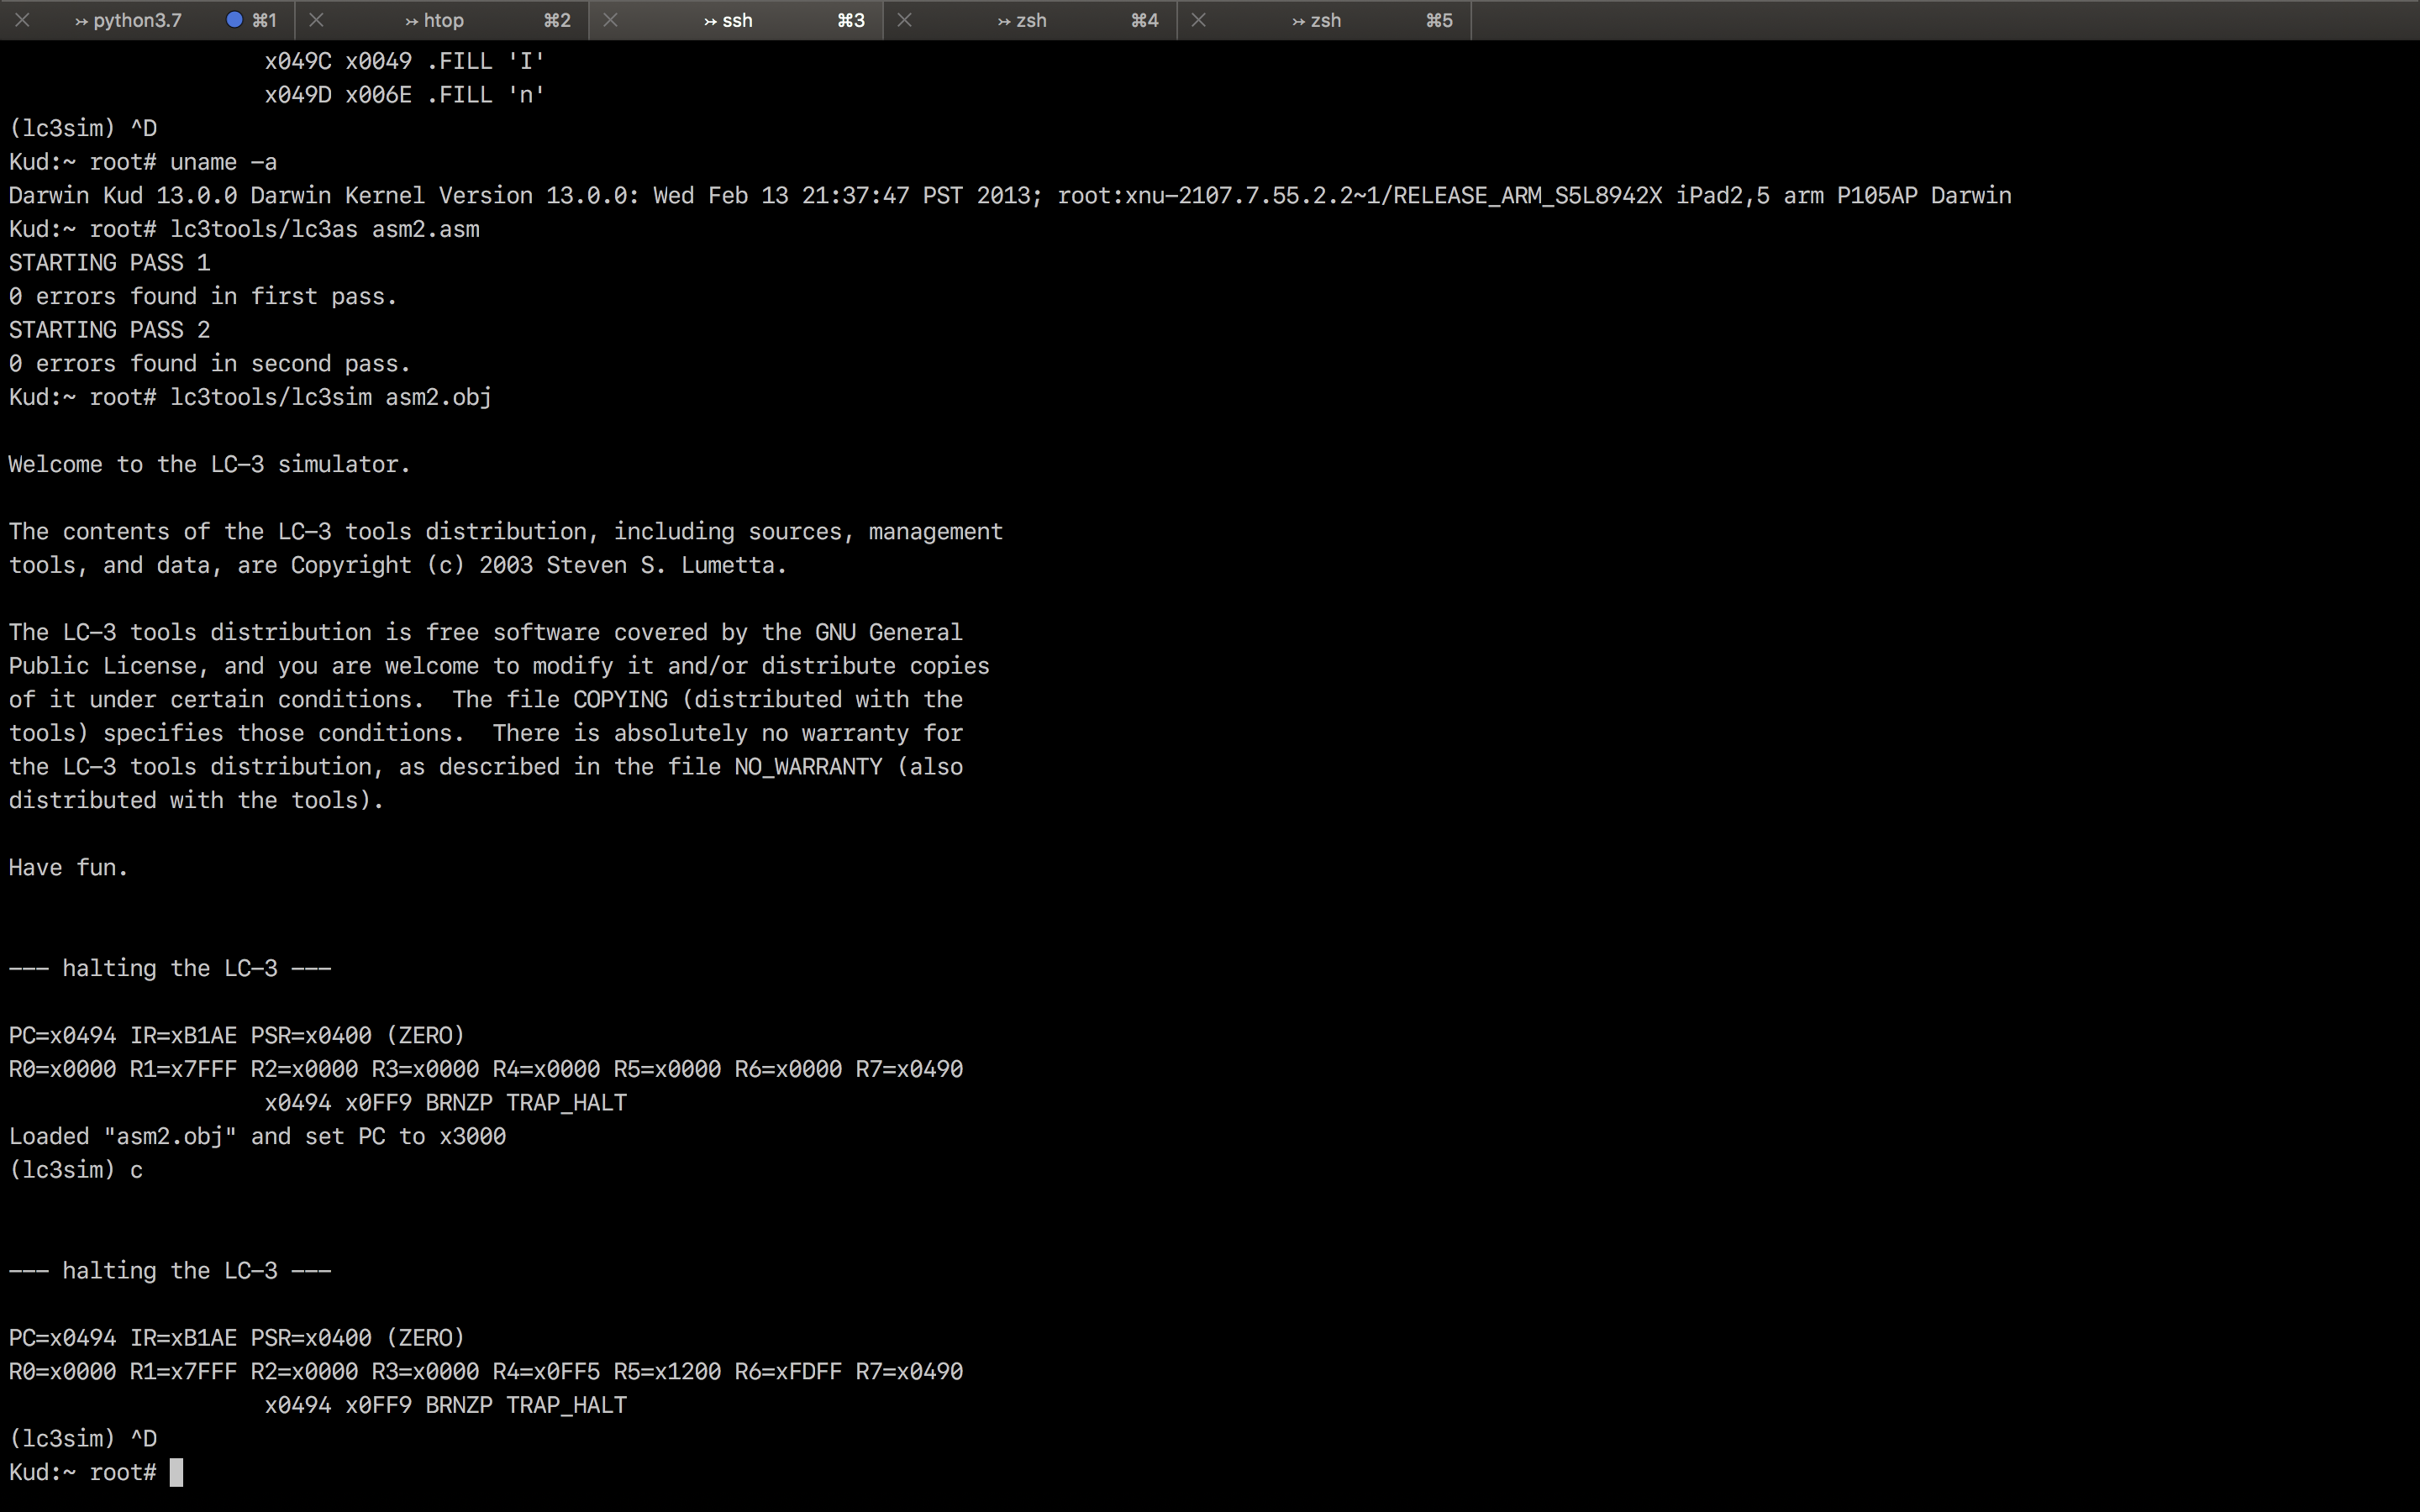 ↣ python3.7 ⌘1 ↣ htop ⌘2 ↣ ssh ⌘3 ↣ zsh ⌘4 ↣ zsh ⌘5
x049C x0049 .FILL 'I'
x049D x006E .FILL 'n'
(lc3sim) ^D
Kud:~ root# uname -a
Darwin Kud 13.0.0 Darwin Kernel Version 13.0.0: Wed Feb 13 21:37:47 PST 2013; root:xnu-2107.7.55.2.2~1/RELEASE_ARM_S5L8942X iPad2,5 arm P105AP Darwin
Kud:~ root# lc3tools/lc3as asm2.asm
STARTING PASS 1
0 errors found in first pass.
STARTING PASS 2
0 errors found in second pass.
Kud:~ root# lc3tools/lc3sim asm2.obj
Welcome to the LC-3 simulator.
The contents of the LC-3 tools distribution, including sources, management
tools, and data, are Copyright (c) 2003 Steven S. Lumetta.
The LC-3 tools distribution is free software covered by the GNU General
Public License, and you are welcome to modify it and/or distribute copies
of it under certain conditions.  The file COPYING (distributed with the
tools) specifies those conditions.  There is absolutely no warranty for
the LC-3 tools distribution, as described in the file NO_WARRANTY (also
distributed with the tools).
Have fun.
--- halting the LC-3 ---
PC=x0494 IR=xB1AE PSR=x0400 (ZERO)
R0=x0000 R1=x7FFF R2=x0000 R3=x0000 R4=x0000 R5=x0000 R6=x0000 R7=x0490
x0494 x0FF9 BRNZP TRAP_HALT
Loaded "asm2.obj" and set PC to x3000
(lc3sim) c
--- halting the LC-3 ---
PC=x0494 IR=xB1AE PSR=x0400 (ZERO)
R0=x0000 R1=x7FFF R2=x0000 R3=x0000 R4=x0FF5 R5=x1200 R6=xFDFF R7=x0490
x0494 x0FF9 BRNZP TRAP_HALT
(lc3sim) ^D
Kud:~ root#